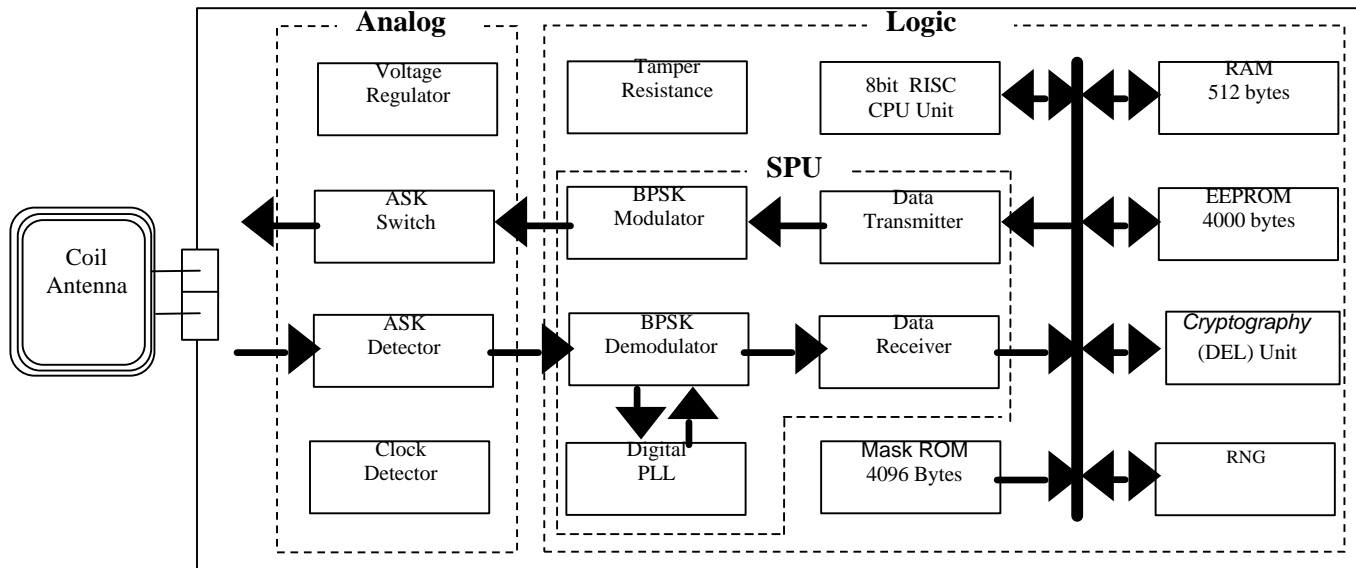 Analog
Logic
Voltage
Regulator
Tamper
Resistance
8bit RISC
CPU Unit
RAM
512 bytes
SPU
Coil
Antenna
ASK
Switch
BPSK
Modulator
Data
Transmitter
EEPROM
4000 bytes
ASK
Detector
BPSK
Demodulator
Data
Receiver
Cryptography
(DEL) Unit
Clock
Detector
Digital
PLL
Mask ROM
4096 Bytes
RNG